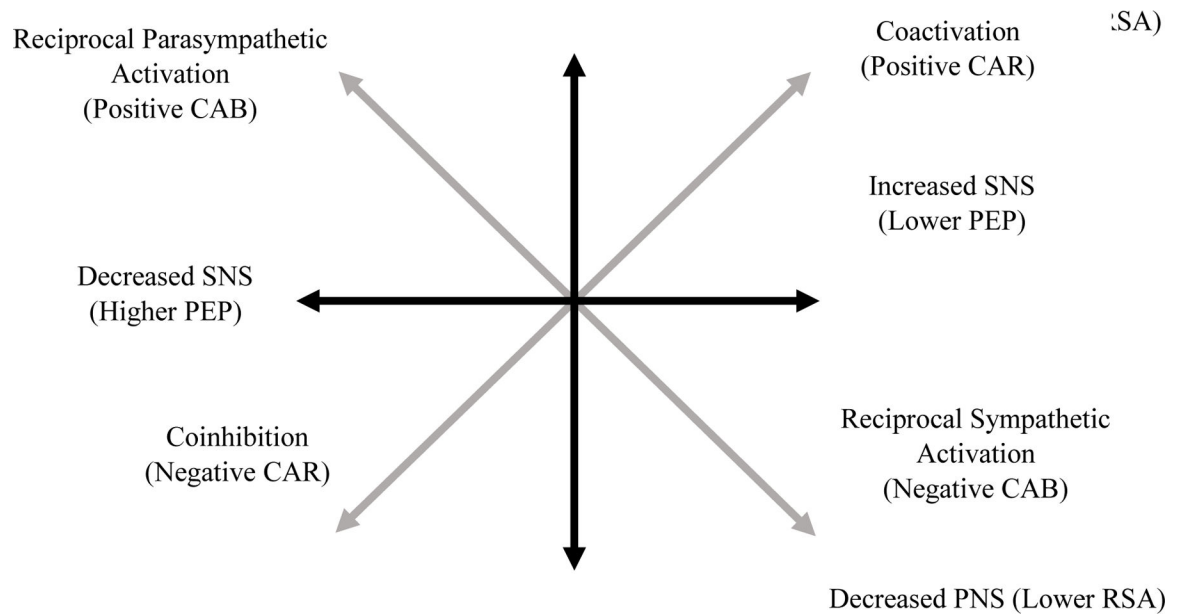 Reciprocal Parasympathetic
Activation
(Positive CAB)
Coactivation
(Positive CAR)
SA)
Increased SNS
(Lower PEP)
Decreased SNS
(Higher PEP)
Coinhibition
(Negative CAR)
Reciprocal Sympathetic
Activation
(Negative CAB)
Decreased PNS (Lower RSA)